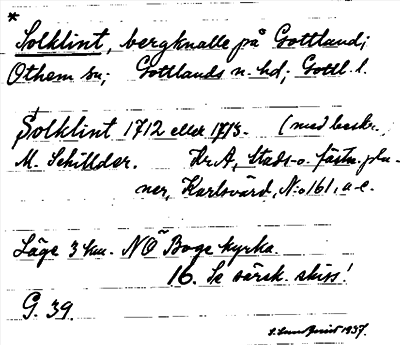 *
Solklint, bergknalle på Gottland;
Othem sn; Gottlands n. hd; Gottl. l.
Solklint 1712 eller 1713. (med beskr.
M. Schillder. Kr. A, Stads- o. fästn.pla-
ner, Karlsvärd, N:o 161, a-e.
Läge 3 km. NÖ Boge kyrka.
16. Se särsk. skiss!
G. 39.
1937.